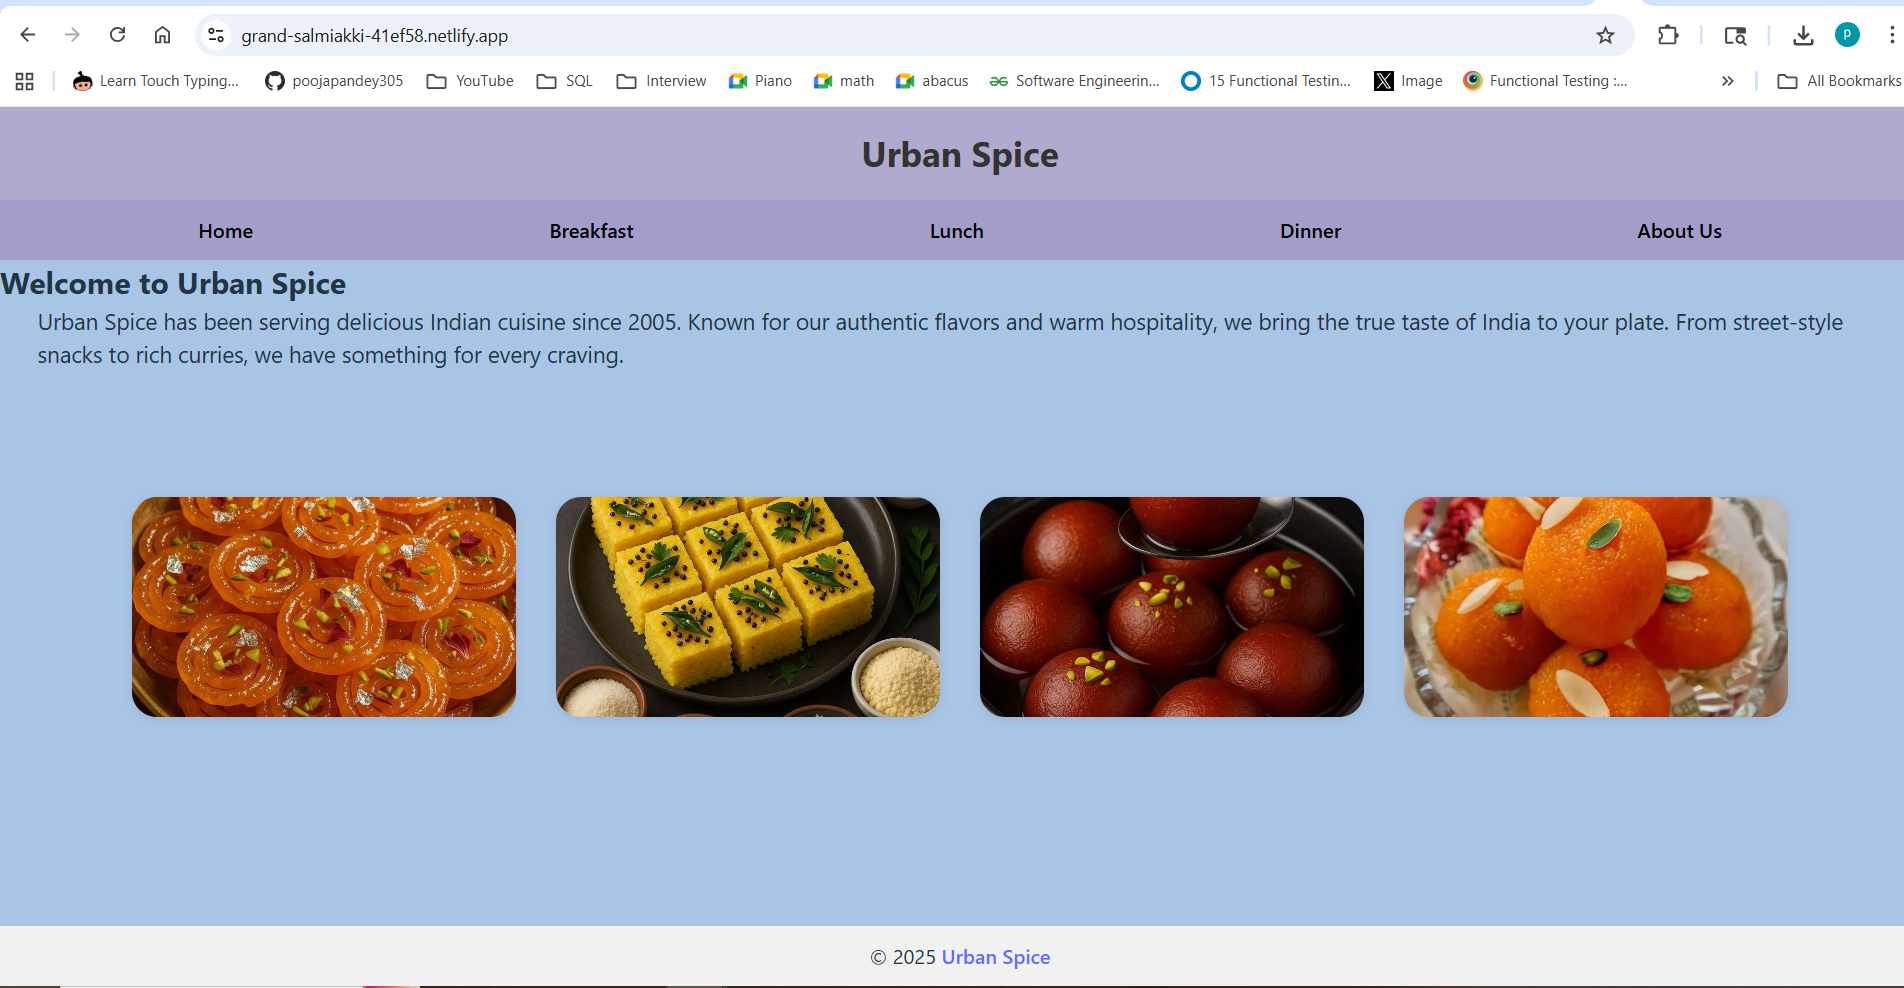 grand-salmiakki-41ef58.netlify.app
p
Learn Touch Typing... poojapandey305 YouTube SQL Interview Piano math abacus Software Engineerin... 15 Functional Testin... Image Functional Testing :... » All Bookmarks
Urban Spice
Home Breakfast Lunch Dinner About Us
Welcome to Urban Spice
Urban Spice has been serving delicious Indian cuisine since 2005. Known for our authentic flavors and warm hospitality, we bring the true taste of India to your plate. From street-style
snacks to rich curries, we have something for every craving.
© 2025 Urban Spice